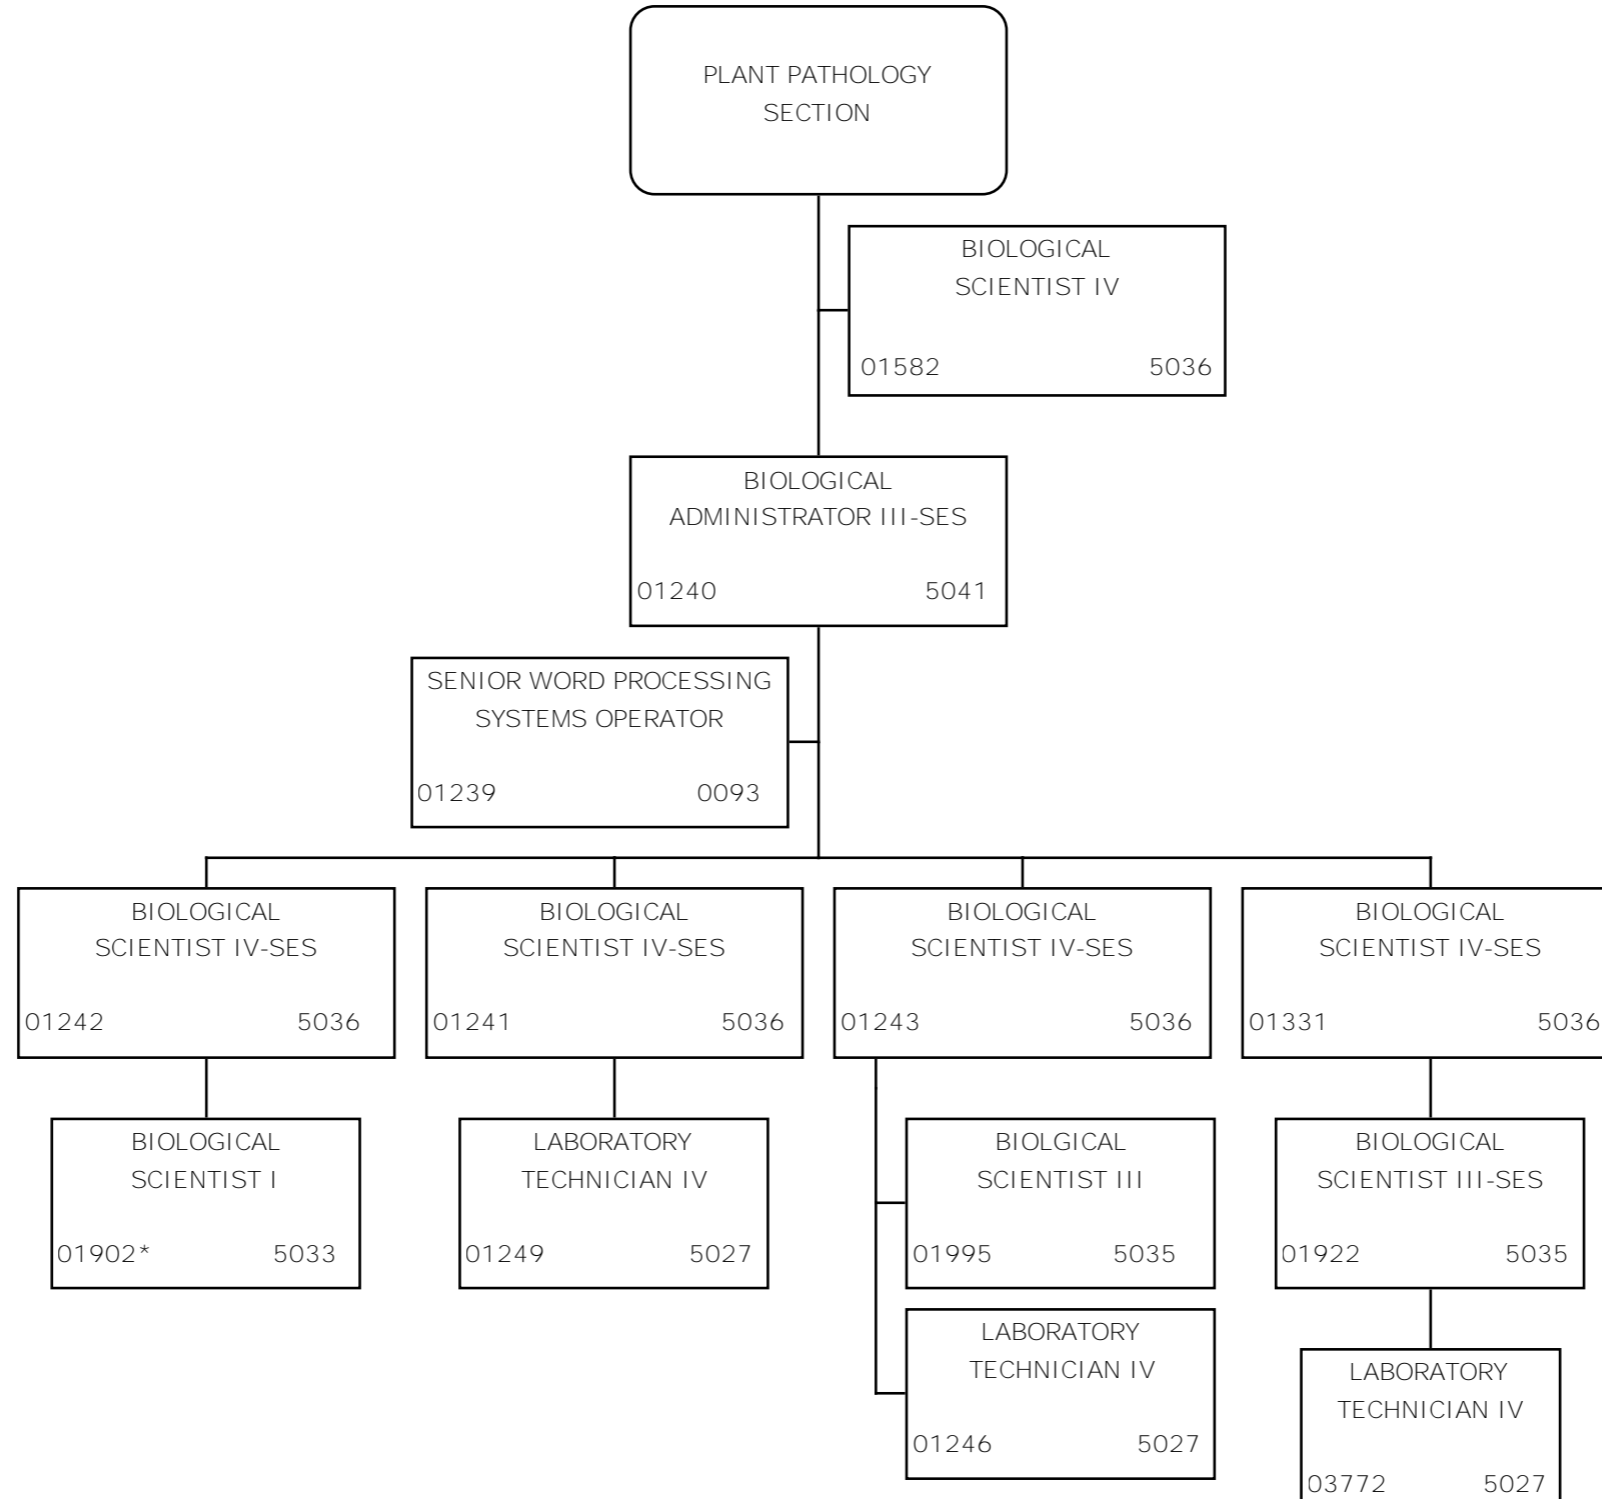 PLANT PATHOLOGY
SECTION
BIOLOGICAL
SCIENTIST IV
01582 5036
BIOLOGICAL
ADMINISTRATOR III-SES
01240 5041
SENIOR WORD PROCESSING
SYSTEMS OPERATOR
01239 0093
BIOLOGICAL
SCIENTIST IV-SES
01242 5036
BIOLOGICAL
SCIENTIST IV-SES
01241 5036
BIOLOGICAL
SCIENTIST IV-SES
01243 5036
BIOLOGICAL
SCIENTIST IV-SES
01331 5036
BIOLOGICAL
SCIENTIST I
01902* 5033
LABORATORY
TECHNICIAN IV
01249 5027
BIOLGICAL
SCIENTIST III
01995 5035
BIOLOGICAL
SCIENTIST III-SES
01922 5035
LABORATORY
TECHNICIAN IV
01246 5027
LABORATORY
TECHNICIAN IV
03772 5027